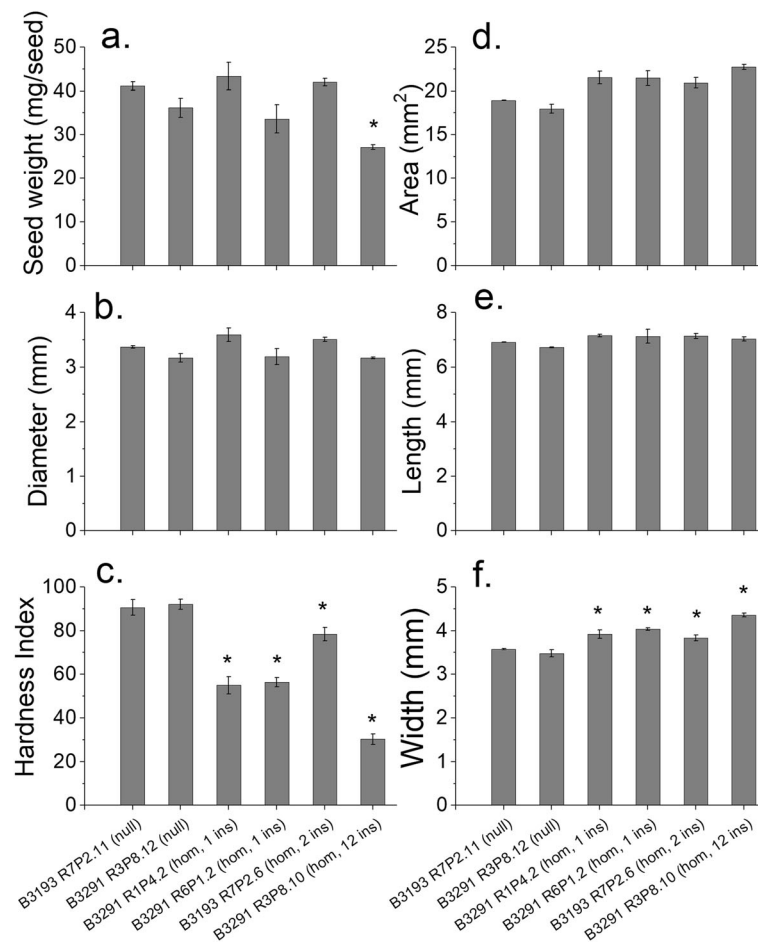 a.
Seed weight (mg/seed)
50
40
30
20
10
0
*
d.
Area (mm2)
25
20
15
10
5
0
b.
Diameter (mm)
4
3
2
1
0
e.
Length (mm)
8
6
4
2
0
c.
Hardness Index
100
80
60
40
20
0
* * * *
f.
Width (mm)
5
4
3
2
1
0
* * * *
B3193 R7P2.11 (null)
B3291 R3P8.12 (null)
B3291 R1P4.2 (hom, 1 ins)
B3291 R6P1.2 (hom, 1 ins)
B3193 R7P2.6 (hom, 2 ins)
B3291 R3P8.10 (hom, 12 ins)
B3193 R7P2.11 (null)
B3291 R3P8.12 (null)
B3291 R1P4.2 (hom, 1 ins)
B3291 R6P1.2 (hom, 1 ins)
B3193 R7P2.6 (hom, 2 ins)
B3291 R3P8.10 (hom, 12 ins)